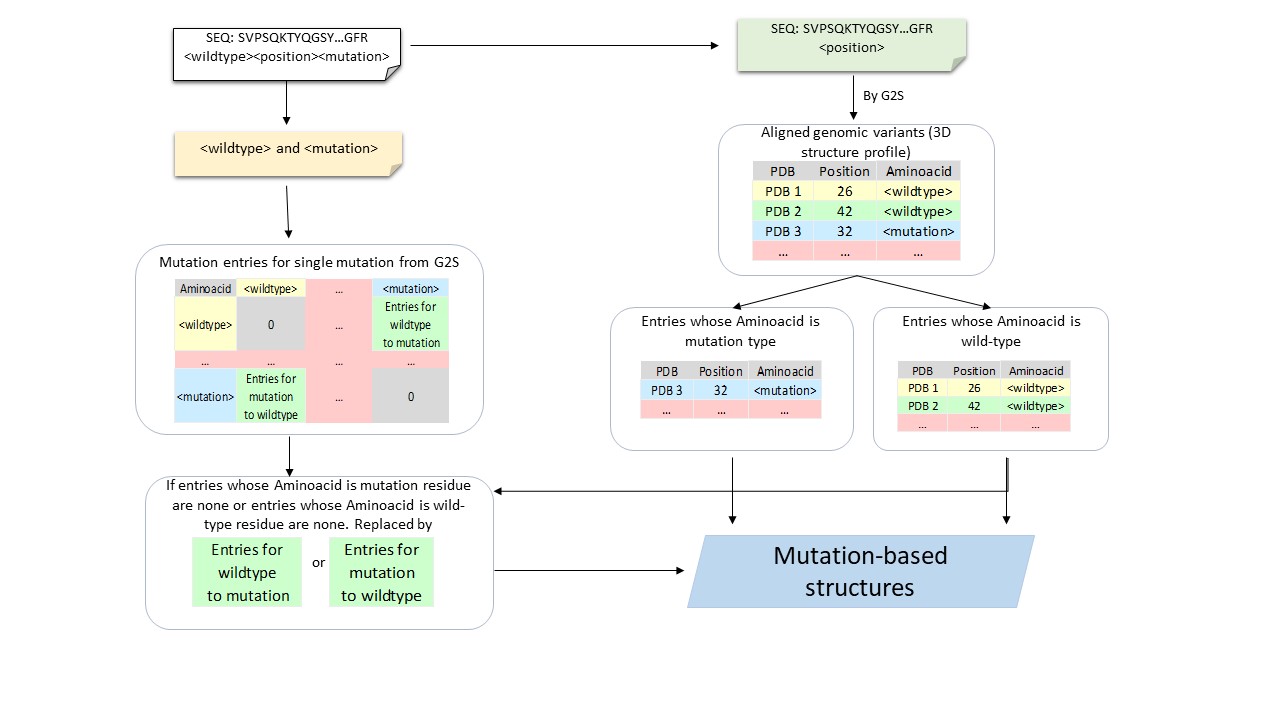 SEQ: SVPSQKTYQGSY…GFR
<wildtype><position><mutation>
SEQ: SVPSQKTYQGSY…GFR
<position>
By G2S
<wildtype> and <mutation>
Aligned genomic variants (3D
structure profile)
PDB Position Aminoacid
PDB 1 26 <wildtype>
PDB 2 42 <wildtype>
PDB 3 32 <mutation>
... ... ...
Mutation entries for single mutation from G2S
Aminoacid <wildtype> ... <mutation>
<wildtype> 0 ... Entries for
wildtype
to mutation
... ... ... ...
<mutation> Entries for
mutation
to wildtype ... 0
Entries whose Aminoacid is
mutation type
PDB Position Aminoacid
PDB 3 32 <mutation>
... ... ...
Entries whose Aminoacid is
wild-type
PDB Position Aminoacid
PDB 1 26 <wildtype>
PDB 2 42 <wildtype>
... ... ...
If entries whose Aminoacid is mutation residue
are none or entries whose Aminoacid is wild-
type residue are none. Replaced by
Entries for
wildtype
to mutation
or
Entries for
mutation
to wildtype
Mutation-based
structures